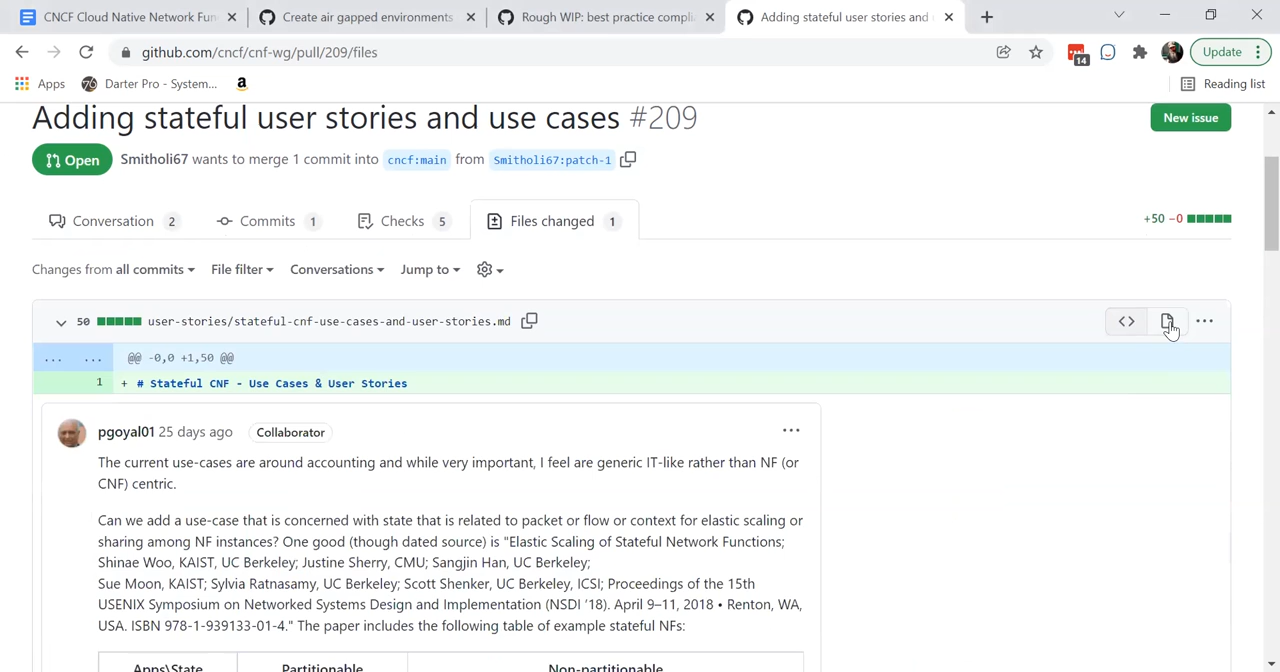 CNCF Cloud Native Network Fun
Create air gapped environments
Rough WIP: best practice compli
Adding stateful user stories and
github.com/cncf/cnf-wg/pull/209/files
14
Update
Apps
76
Darter Pro - System...
a
Reading list
Adding stateful user stories and use cases #209
New issue
Open
Smitholi67 wants to merge 1 commit into cncf:main from Smitholi67:patch-1
Conversation 2
Commits 1
Checks 5
Files changed 1
+50 −0
Changes from all commits
File filter
Conversations
Jump to
50
user-stories/stateful-cnf-use-cases-and-user-stories.md
<>
...
... ... @@ -0,0 +1,50 @@
1 + # Stateful CNF - Use Cases & User Stories
pgoyal01 25 days ago Collaborator ...
The current use-cases are around accounting and while very important, I feel are generic IT-like rather than NF (or
CNF) centric.
Can we add a use-case that is concerned with state that is related to packet or flow or context for elastic scaling or
sharing among NF instances? One good (though dated source) is "Elastic Scaling of Stateful Network Functions;
Shinae Woo, KAIST, UC Berkeley; Justine Sherry, CMU; Sangjin Han, UC Berkeley;
Sue Moon, KAIST; Sylvia Ratnasamy, UC Berkeley; Scott Shenker, UC Berkeley, ICSI; Proceedings of the 15th
USENIX Symposium on Networked Systems Design and Implementation (NSDI '18). April 9–11, 2018 • Renton, WA,
USA. ISBN 978-1-939133-01-4." The paper includes the following table of example stateful NFs:
Apps\State
Partitionable
Non-partitionable